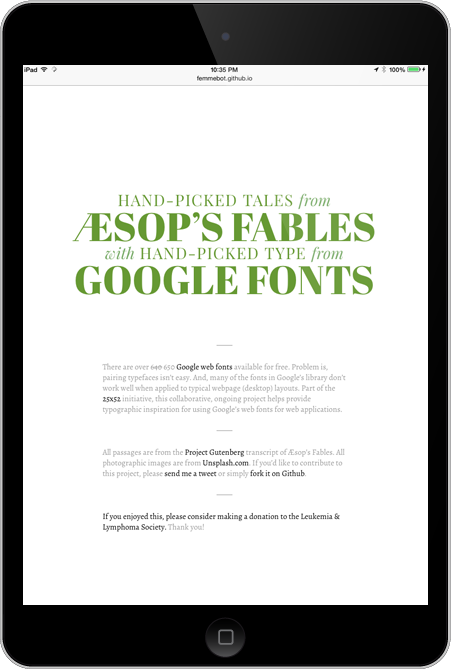 iPad 10:35 PM 100%
femmebot.github.io
HAND-PICKED TALES from
ÆSOP’S FABLES
with HAND-PICKED TYPE from
GOOGLE FONTS
There are over 640 650 Google web fonts available for free. Problem is,
pairing typefaces isn’t easy. And, many of the fonts in Google’s library don’t
work well when applied to typical webpage (desktop) layouts. Part of the
25x52 initiative, this collaborative, ongoing project helps provide
typographic inspiration for using Google’s web fonts for web applications.
All passages are from the Project Gutenberg transcript of Æsop’s Fables. All
photographic images are from Unsplash.com. If you’d like to contribute to
this project, please send me a tweet or simply fork it on Github.
If you enjoyed this, please consider making a donation to the Leukemia &
Lymphoma Society. Thank you!